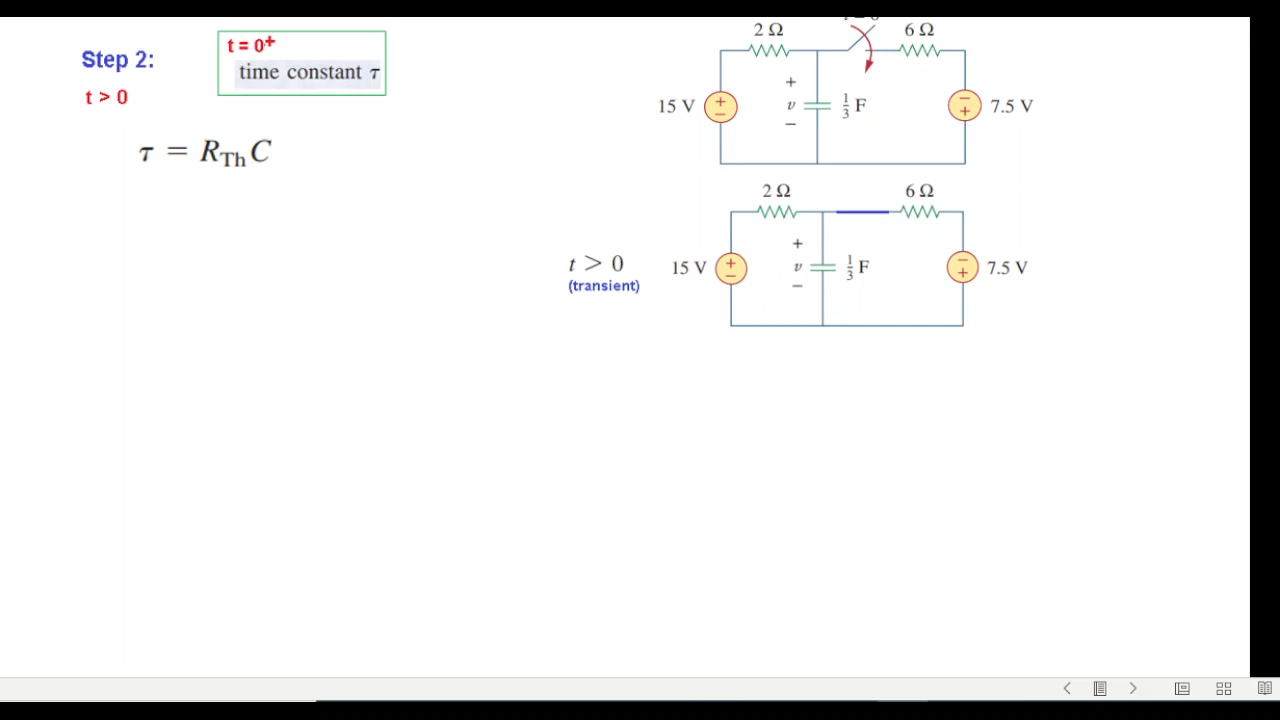 Step 2:
t > 0
t = 0⁺
time constant τ
τ = R_Th C
2 Ω
6 Ω
15 V
+
v
−
1/3 F
7.5 V
t > 0
(transient)
2 Ω
6 Ω
15 V
+
v
−
1/3 F
7.5 V